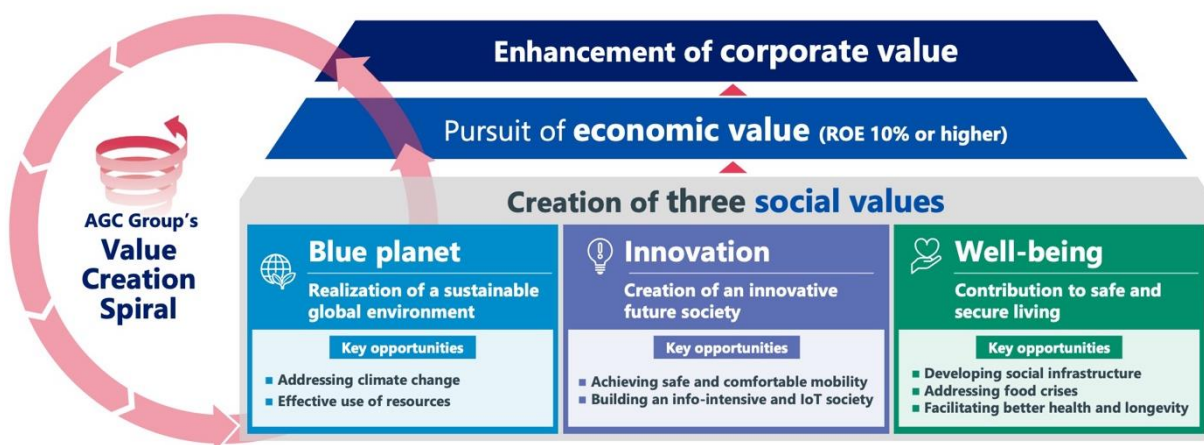 Enhancement of corporate value
Pursuit of economic value (ROE 10% or higher)
AGC Group's
Value
Creation
Spiral
Creation of three social values
Blue planet
Realization of a sustainable
global environment
Key opportunities
■ Addressing climate change
■ Effective use of resources
Innovation
Creation of an innovative
future society
Key opportunities
■ Achieving safe and comfortable mobility
■ Building an info-intensive and IoT society
Well-being
Contribution to safe and
secure living
Key opportunities
■ Developing social infrastructure
■ Addressing food crises
■ Facilitating better health and longevity